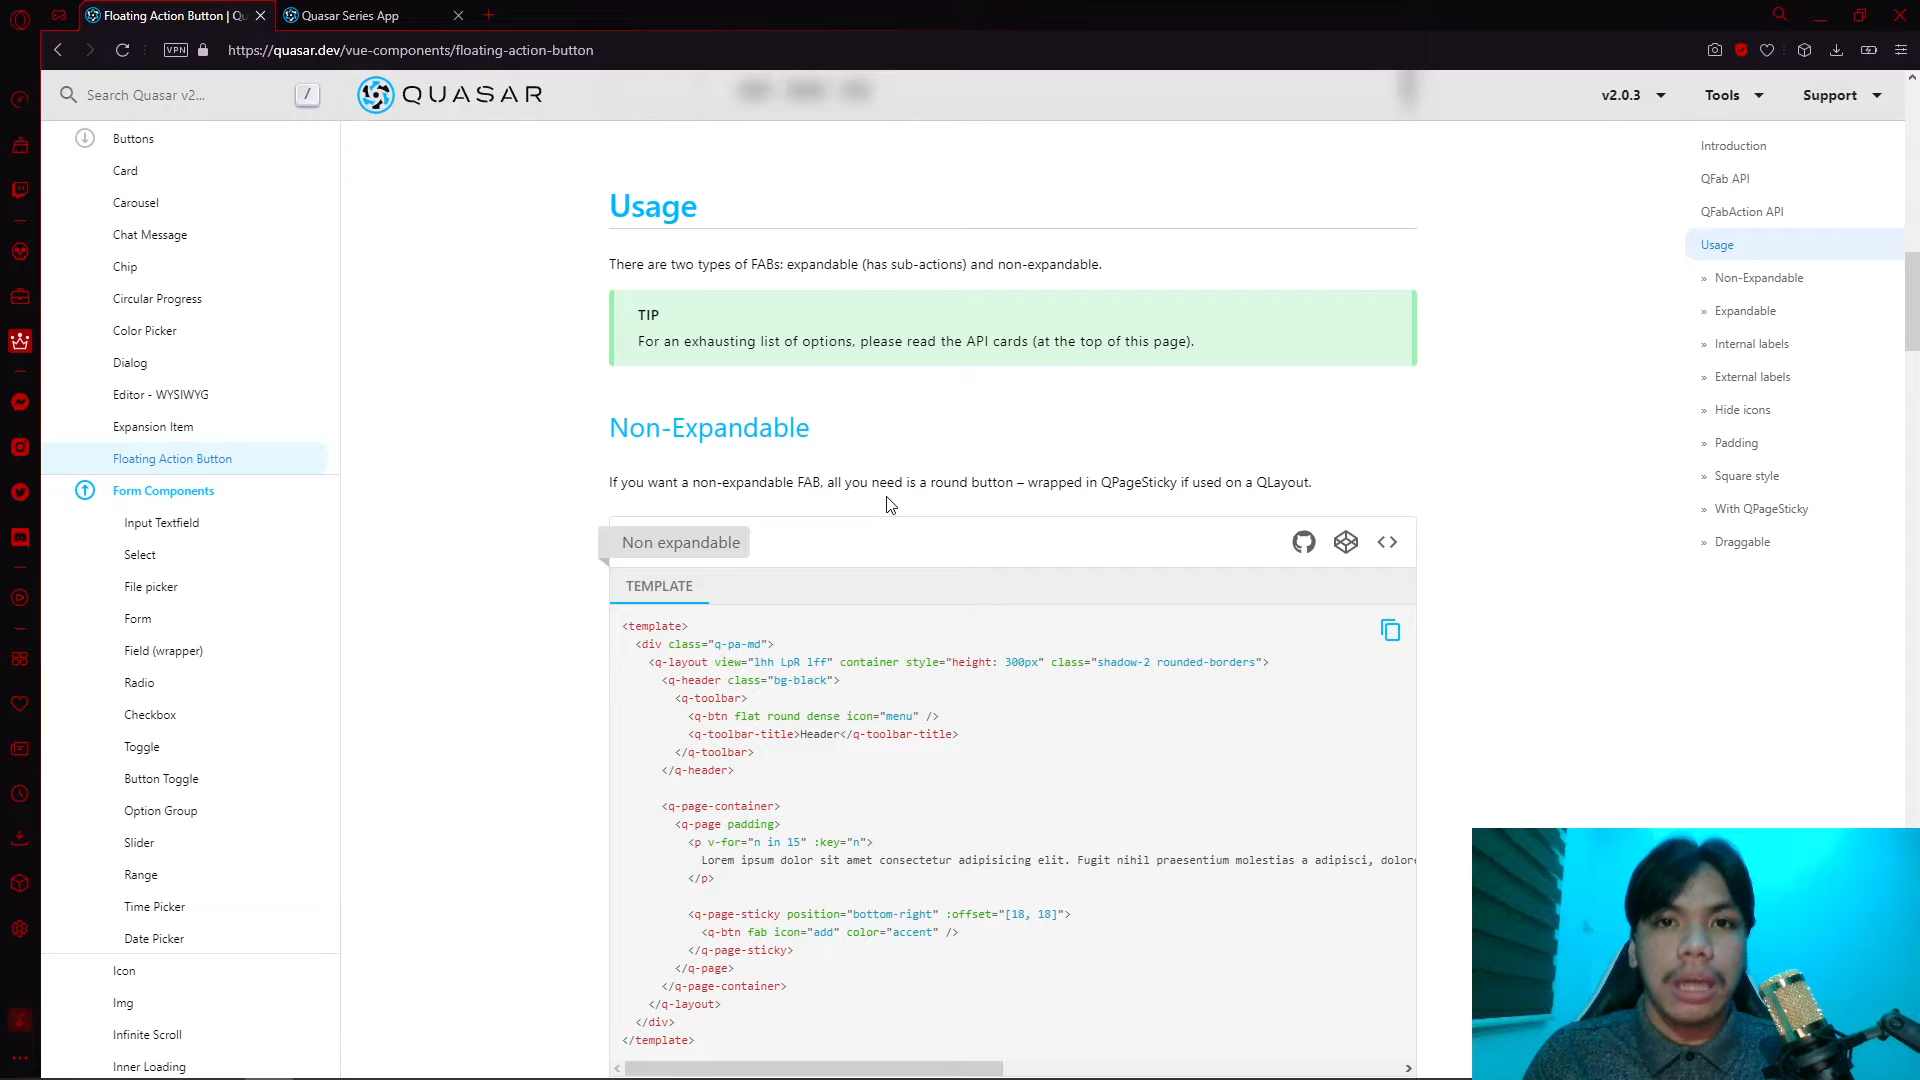 Floating Action Button | Qu
Quasar Series App
VPN
https://quasar.dev/vue-components/floating-action-button
Search Quasar v2...
/
QUASAR
v2.0.3
Tools
Support
Buttons
Card
Carousel
Chat Message
Chip
Circular Progress
Color Picker
Dialog
Editor - WYSIWYG
Expansion Item
Floating Action Button
Form Components
Input Textfield
Select
File picker
Form
Field (wrapper)
Radio
Checkbox
Toggle
Button Toggle
Option Group
Slider
Range
Time Picker
Date Picker
Icon
Img
Infinite Scroll
Inner Loading
Usage
There are two types of FABs: expandable (has sub-actions) and non-expandable.
TIP
For an exhausting list of options, please read the API cards (at the top of this page).
Non-Expandable
If you want a non-expandable FAB, all you need is a round button – wrapped in QPageSticky if used on a QLayout.
Non expandable
TEMPLATE
<template>
<div class="q-pa-md">
<q-layout view="lhh LpR lff" container style="height: 300px" class="shadow-2 rounded-borders">
<q-header class="bg-black">
<q-toolbar>
<q-btn flat round dense icon="menu" />
<q-toolbar-title>Header</q-toolbar-title>
</q-toolbar>
</q-header>
<q-page-container>
<q-page padding>
<p v-for="n in 15" :key="n">
Lorem ipsum dolor sit amet consectetur adipisicing elit. Fugit nihil praesentium molestias a adipisci, dolore
</p>
<q-page-sticky position="bottom-right" :offset="[18, 18]">
<q-btn fab icon="add" color="accent" />
</q-page-sticky>
</q-page>
</q-page-container>
</q-layout>
</div>
</template>
Introduction
QFab API
QFabAction API
Usage
» Non-Expandable
» Expandable
» Internal labels
» External labels
» Hide icons
» Padding
» Square style
» With QPageSticky
» Draggable